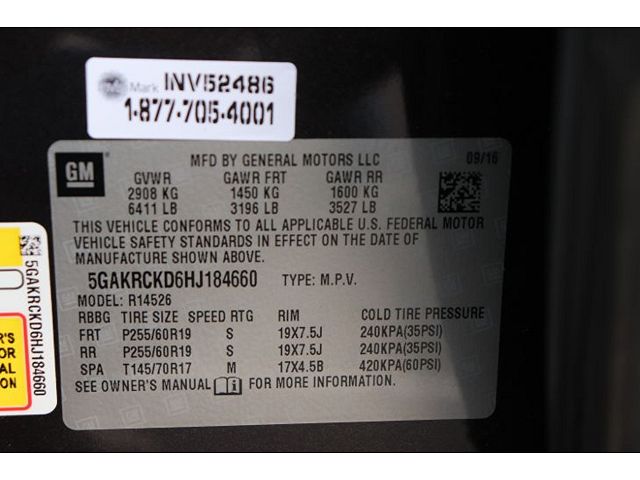 Mark INV52486
1-877-705-4001
GM
MFD BY GENERAL MOTORS LLC 09/16
GVWR GAWR FRT GAWR RR
2908 KG 1450 KG 1600 KG
6411 LB 3196 LB 3527 LB
THIS VEHICLE CONFORMS TO ALL APPLICABLE U.S. FEDERAL MOTOR
VEHICLE SAFETY STANDARDS IN EFFECT ON THE DATE OF
MANUFACTURE SHOWN ABOVE.
5GAKRCKD6HJ184660 TYPE: M.P.V.
MODEL: R14526
RBBG TIRE SIZE SPEED RTG RIM COLD TIRE PRESSURE
FRT P255/60R19 S 19X7.5J 240KPA(35PSI)
RR P255/60R19 S 19X7.5J 240KPA(35PSI)
SPA T145/70R17 M 17X4.5B 420KPA(60PSI)
SEE OWNER'S MANUAL FOR MORE INFORMATION.
5GAKRCKD6HJ184660
R'S
OR
AL
ON